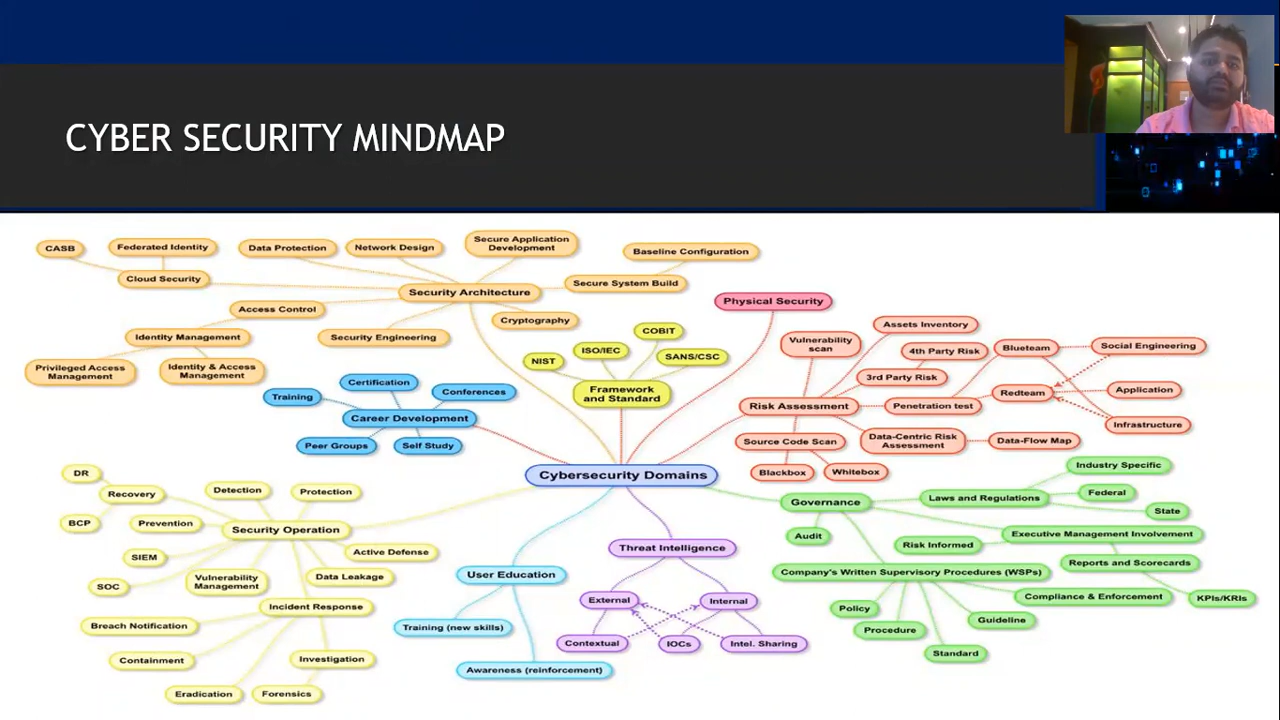 CYBER SECURITY MINDMAP
CASB
Federated Identity
Data Protection
Network Design
Secure Application
Development
Baseline Configuration
Cloud Security
Security Architecture
Secure System Build
Access Control
Cryptography
Identity Management
Security Engineering
Privileged Access
Management
Identity & Access
Management
Physical Security
COBIT
ISO/IEC
NIST
SANS/CSC
Framework
and Standard
Certification
Training
Conferences
Career Development
Peer Groups
Self Study
Vulnerability
scan
Assets Inventory
4th Party Risk
3rd Party Risk
Blueteam
Social Engineering
Risk Assessment
Penetration test
Redteam
Application
Infrastructure
Source Code Scan
Data-Centric Risk
Assessment
Data-Flow Map
Blackbox
Whitebox
Cybersecurity Domains
DR
Recovery
Detection
Protection
BCP
Prevention
Security Operation
SIEM
Active Defense
SOC
Vulnerability
Management
Data Leakage
Incident Response
Breach Notification
Containment
Investigation
Eradication
Forensics
User Education
Training (new skills)
Awareness (reinforcement)
Threat Intelligence
External
Internal
Contextual
IOCs
Intel. Sharing
Governance
Laws and Regulations
Industry Specific
Federal
State
Audit
Risk Informed
Executive Management Involvement
Reports and Scorecards
KPIs/KRIs
Company's Written Supervisory Procedures (WSPs)
Compliance & Enforcement
Policy
Procedure
Guideline
Standard